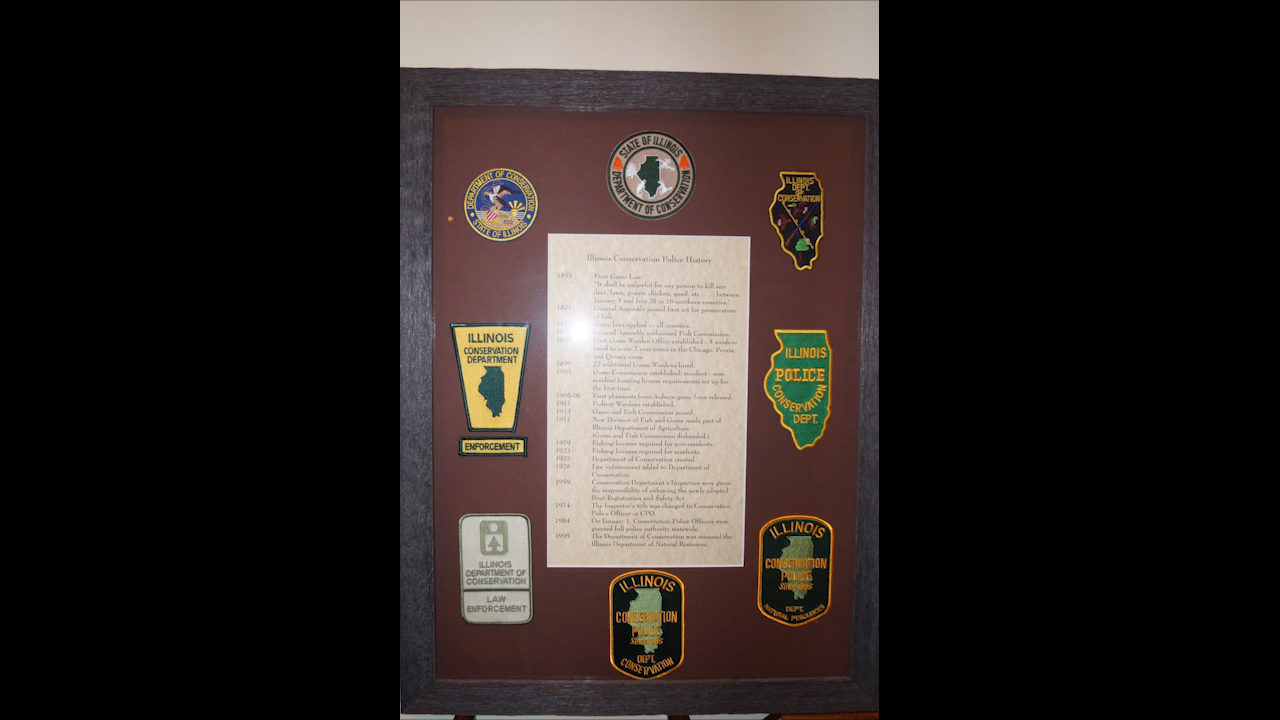 STATE OF ILLINOIS
DEPARTMENT OF CONSERVATION
DEPARTMENT OF CONSERVATION
STATE OF ILLINOIS
ILLINOIS
DEPT.
OF
CONSERVATION
Illinois Conservation Police History
1853 First Game Law:
"It shall be unlawful for any person to kill any
deer, fawn, prairie chicken, quail, etc. between
January 1 and July 20 in 16 northern counties."
1871 General Assembly passed first act for preservation
of fish.
Game laws applied to all counties.
General Assembly authorized Fish Commission.
First Game Warden Office established - 3 wardens
hired to serve 2 year terms in the Chicago, Peoria,
and Quincy areas.
1899 22 additional Game Wardens hired.
1903 Game Commission established; resident - non-
resident hunting license requirements set up for
the first time.
1905-06 First pheasants from Auburn game farm released.
1911 Fishery Wardens established.
1913 Game and Fish Commission joined.
1917 New Division of Fish and Game made part of
Illinois Department of Agriculture.
(Game and Fish Commission disbanded.)
1919 Fishing licenses required for non-residents.
1923 Fishing licenses required for residents.
1925 Department of Conservation created.
1928 Law enforcement added to Department of
Conservation.
1959 Conservation Department's Inspectors were given
the responsibility of enforcing the newly adopted
Boat Registration and Safety Act.
1974 The Inspector's title was changed to Conservation
Police Officer or CPO.
1984 On January 1, Conservation Police Officers were
granted full police authority statewide.
1995 The Department of Conservation was renamed the
Illinois Department of Natural Resources.
ILLINOIS
CONSERVATION
DEPARTMENT
ENFORCEMENT
ILLINOIS
POLICE
CONSERVATION
DEPT.
ILLINOIS
DEPARTMENT OF
CONSERVATION
LAW
ENFORCEMENT
ILLINOIS
CONSERVATION
POLICE
SINCE 1885
DEPT.
CONSERVATION
ILLINOIS
CONSERVATION
POLICE
SINCE 1885
DEPT.
NATURAL RESOURCES